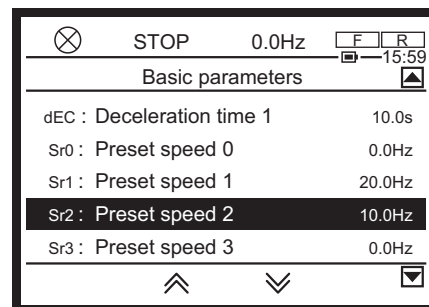 STOP 0.0Hz F R
15:59
Basic parameters
dEC : Deceleration time 1 10.0s
Sr0 : Preset speed 0 0.0Hz
Sr1 : Preset speed 1 20.0Hz
Sr2 : Preset speed 2 10.0Hz
Sr3 : Preset speed 3 0.0Hz